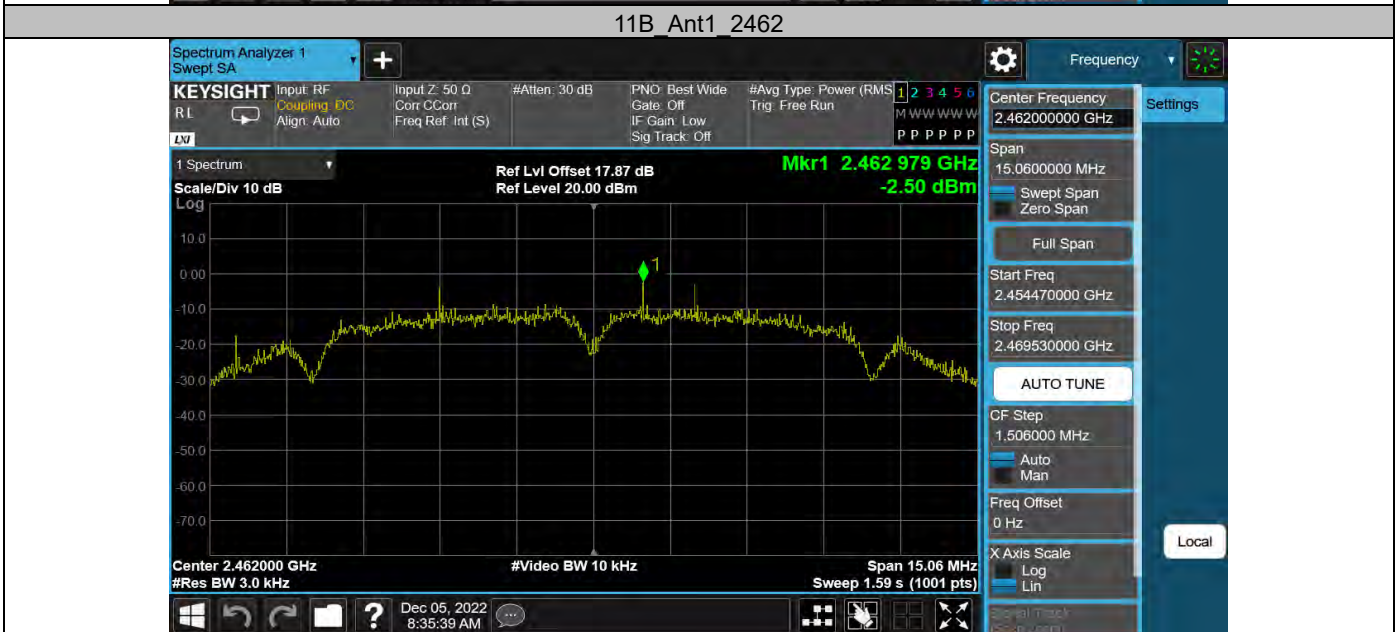 11B_Ant1_2462
Spectrum Analyzer 1
Swept SA
+
Frequency
KEYSIGHT
RL
LXI
Input: RF
Coupling: DC
Align: Auto
Input Z: 50 Ω
Corr CCorr
Freq Ref: Int (S)
#Atten: 30 dB
PNO: Best Wide
Gate: Off
IF Gain: Low
Sig Track: Off
#Avg Type: Power (RMS
Trig: Free Run
1 2 3 4 5 6
M W W W W W
P P P P P P
1 Spectrum
Scale/Div 10 dB
Log
Ref Lvl Offset 17.87 dB
Ref Level 20.00 dBm
Mkr1 2.462 979 GHz
-2.50 dBm
10.0
0.00
-10.0
-20.0
-30.0
-40.0
-50.0
-60.0
-70.0
1
Center 2.462000 GHz
#Res BW 3.0 kHz
#Video BW 10 kHz
Span 15.06 MHz
Sweep 1.59 s (1001 pts)
Center Frequency
2.462000000 GHz
Settings
Span
15.0600000 MHz
Swept Span
Zero Span
Full Span
Start Freq
2.454470000 GHz
Stop Freq
2.469530000 GHz
AUTO TUNE
CF Step
1.506000 MHz
Auto
Man
Freq Offset
0 Hz
X Axis Scale
Log
Lin
Local
Signal Track
?
Dec 05, 2022
8:35:39 AM